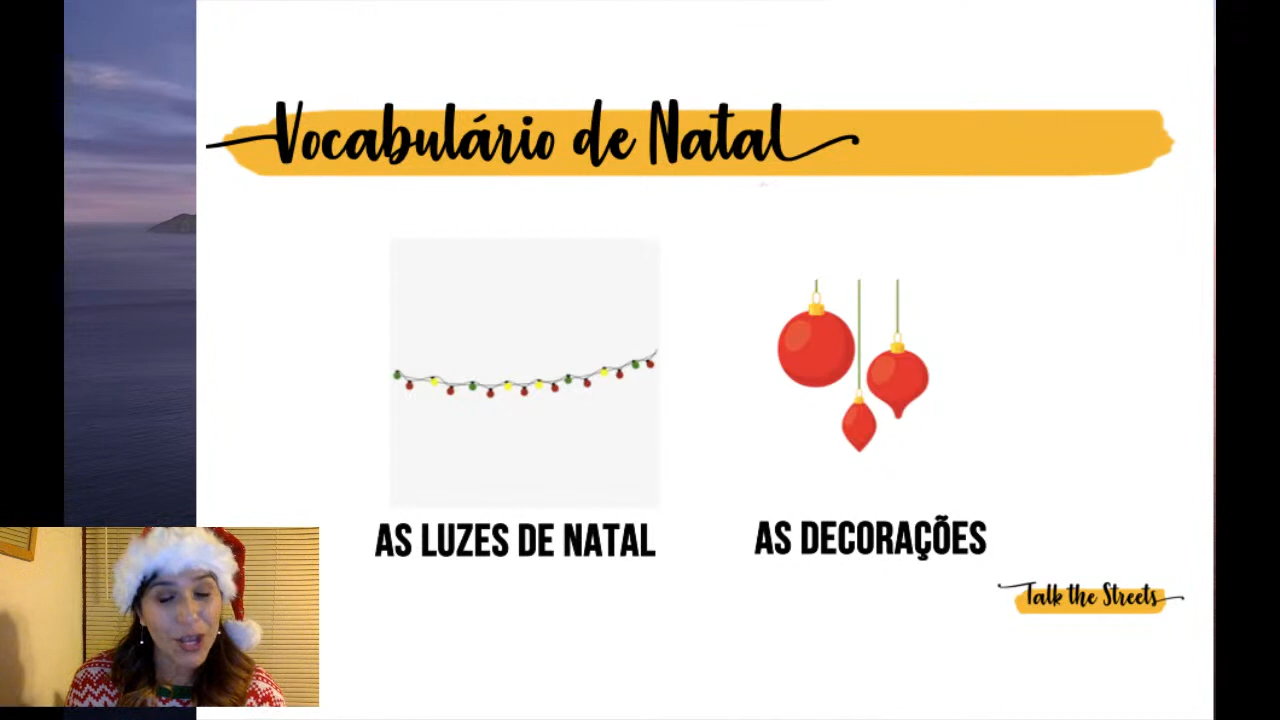 Vocabulário de Natal
AS LUZES DE NATAL
AS DECORAÇÕES
Talk the Streets